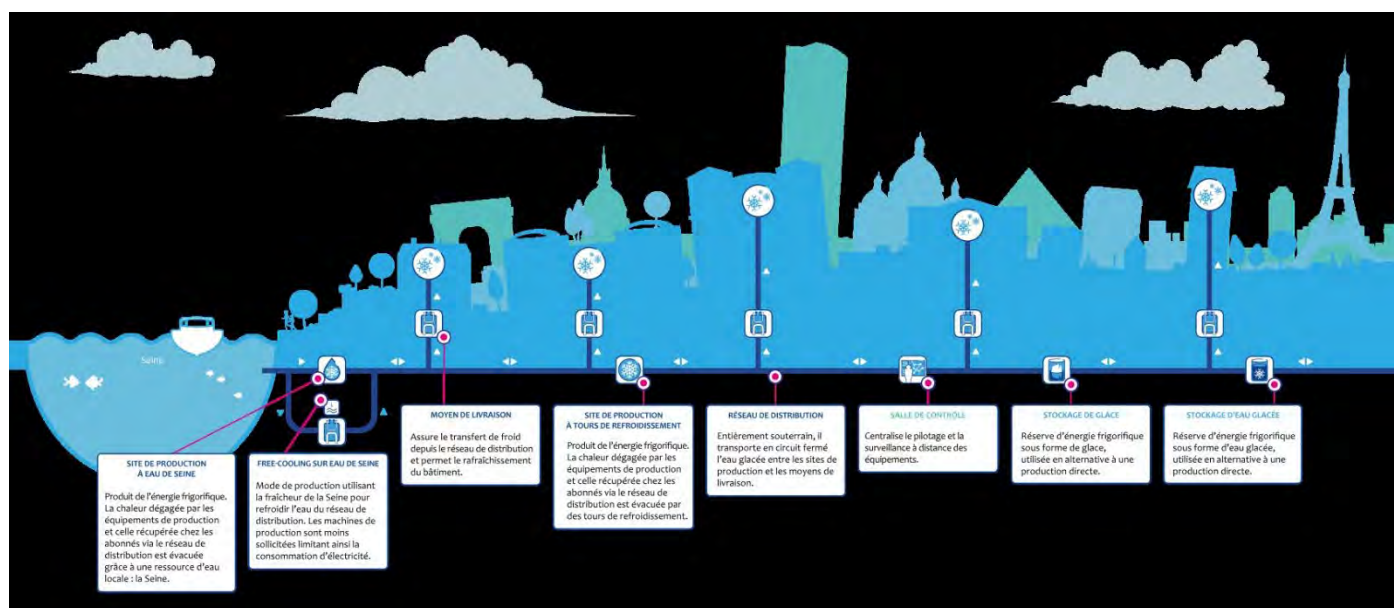 Seine
SITE DE PRODUCTION
À EAU DE SEINE
Produit de l'énergie frigorifique.
La chaleur dégagée par les
équipements de production
et celle récupérée chez les
abonnés via le réseau de
distribution est évacuée
grâce à une ressource d'eau
locale : la Seine.
FREE-COOLING SUR EAU DE SEINE
Mode de production utilisant
la fraîcheur de la Seine pour
refroidir l'eau du réseau de
distribution. Les machines de
production sont moins
sollicitées limitant ainsi la
consommation d'électricité.
MOYEN DE LIVRAISON
Assure le transfert de froid
depuis le réseau de distribution
et permet le rafraîchissement
du bâtiment.
SITE DE PRODUCTION
À TOURS DE REFROIDISSEMENT
Produit de l'énergie frigorifique.
La chaleur dégagée par les
équipements de production
et celle récupérée chez les
abonnés via le réseau de
distribution est évacuée par
des tours de refroidissement.
RÉSEAU DE DISTRIBUTION
Entièrement souterrain, il
transporte en circuit fermé
l'eau glacée entre les sites de
production et les moyens de
livraison.
SALLE DE CONTRÔLE
Centralise le pilotage et la
surveillance à distance des
équipements.
STOCKAGE DE GLACE
Réserve d'énergie frigorifique
sous forme de glace,
utilisée en alternative à une
production directe.
STOCKAGE D'EAU GLACÉE
Réserve d'énergie frigorifique
sous forme d'eau glacée,
utilisée en alternative à une
production directe.